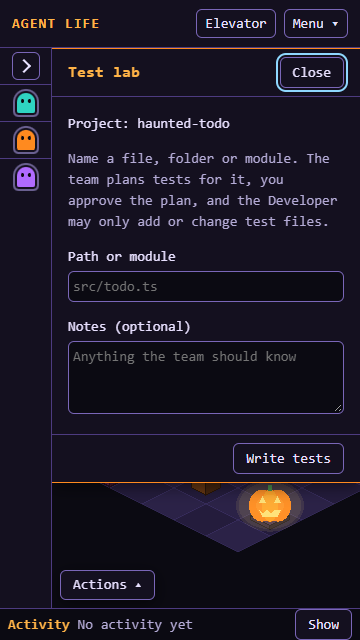 AGENT LIFE
Elevator
Menu ▾
Test lab
Close
Project: haunted-todo
Name a file, folder or module. The
team plans tests for it, you
approve the plan, and the Developer
may only add or change test files.
Path or module
src/todo.ts
Notes (optional)
Anything the team should know
Write tests
Actions ▴
Activity No activity yet
Show